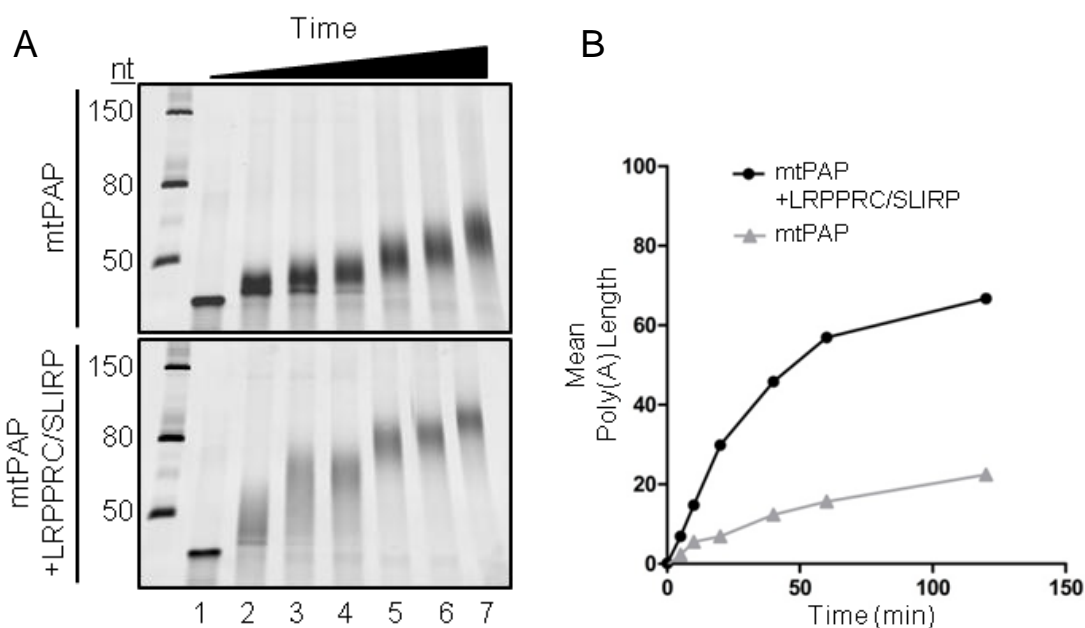 A
Time
nt
150
80
50
mtPAP
150
80
50
mtPAP
+LRPPRC/SLIRP
1 2 3 4 5 6 7
B
mtPAP
+LRPPRC/SLIRP
mtPAP
Mean
Poly(A) Length
100
80
60
40
20
0
0 50 100 150
Time (min)